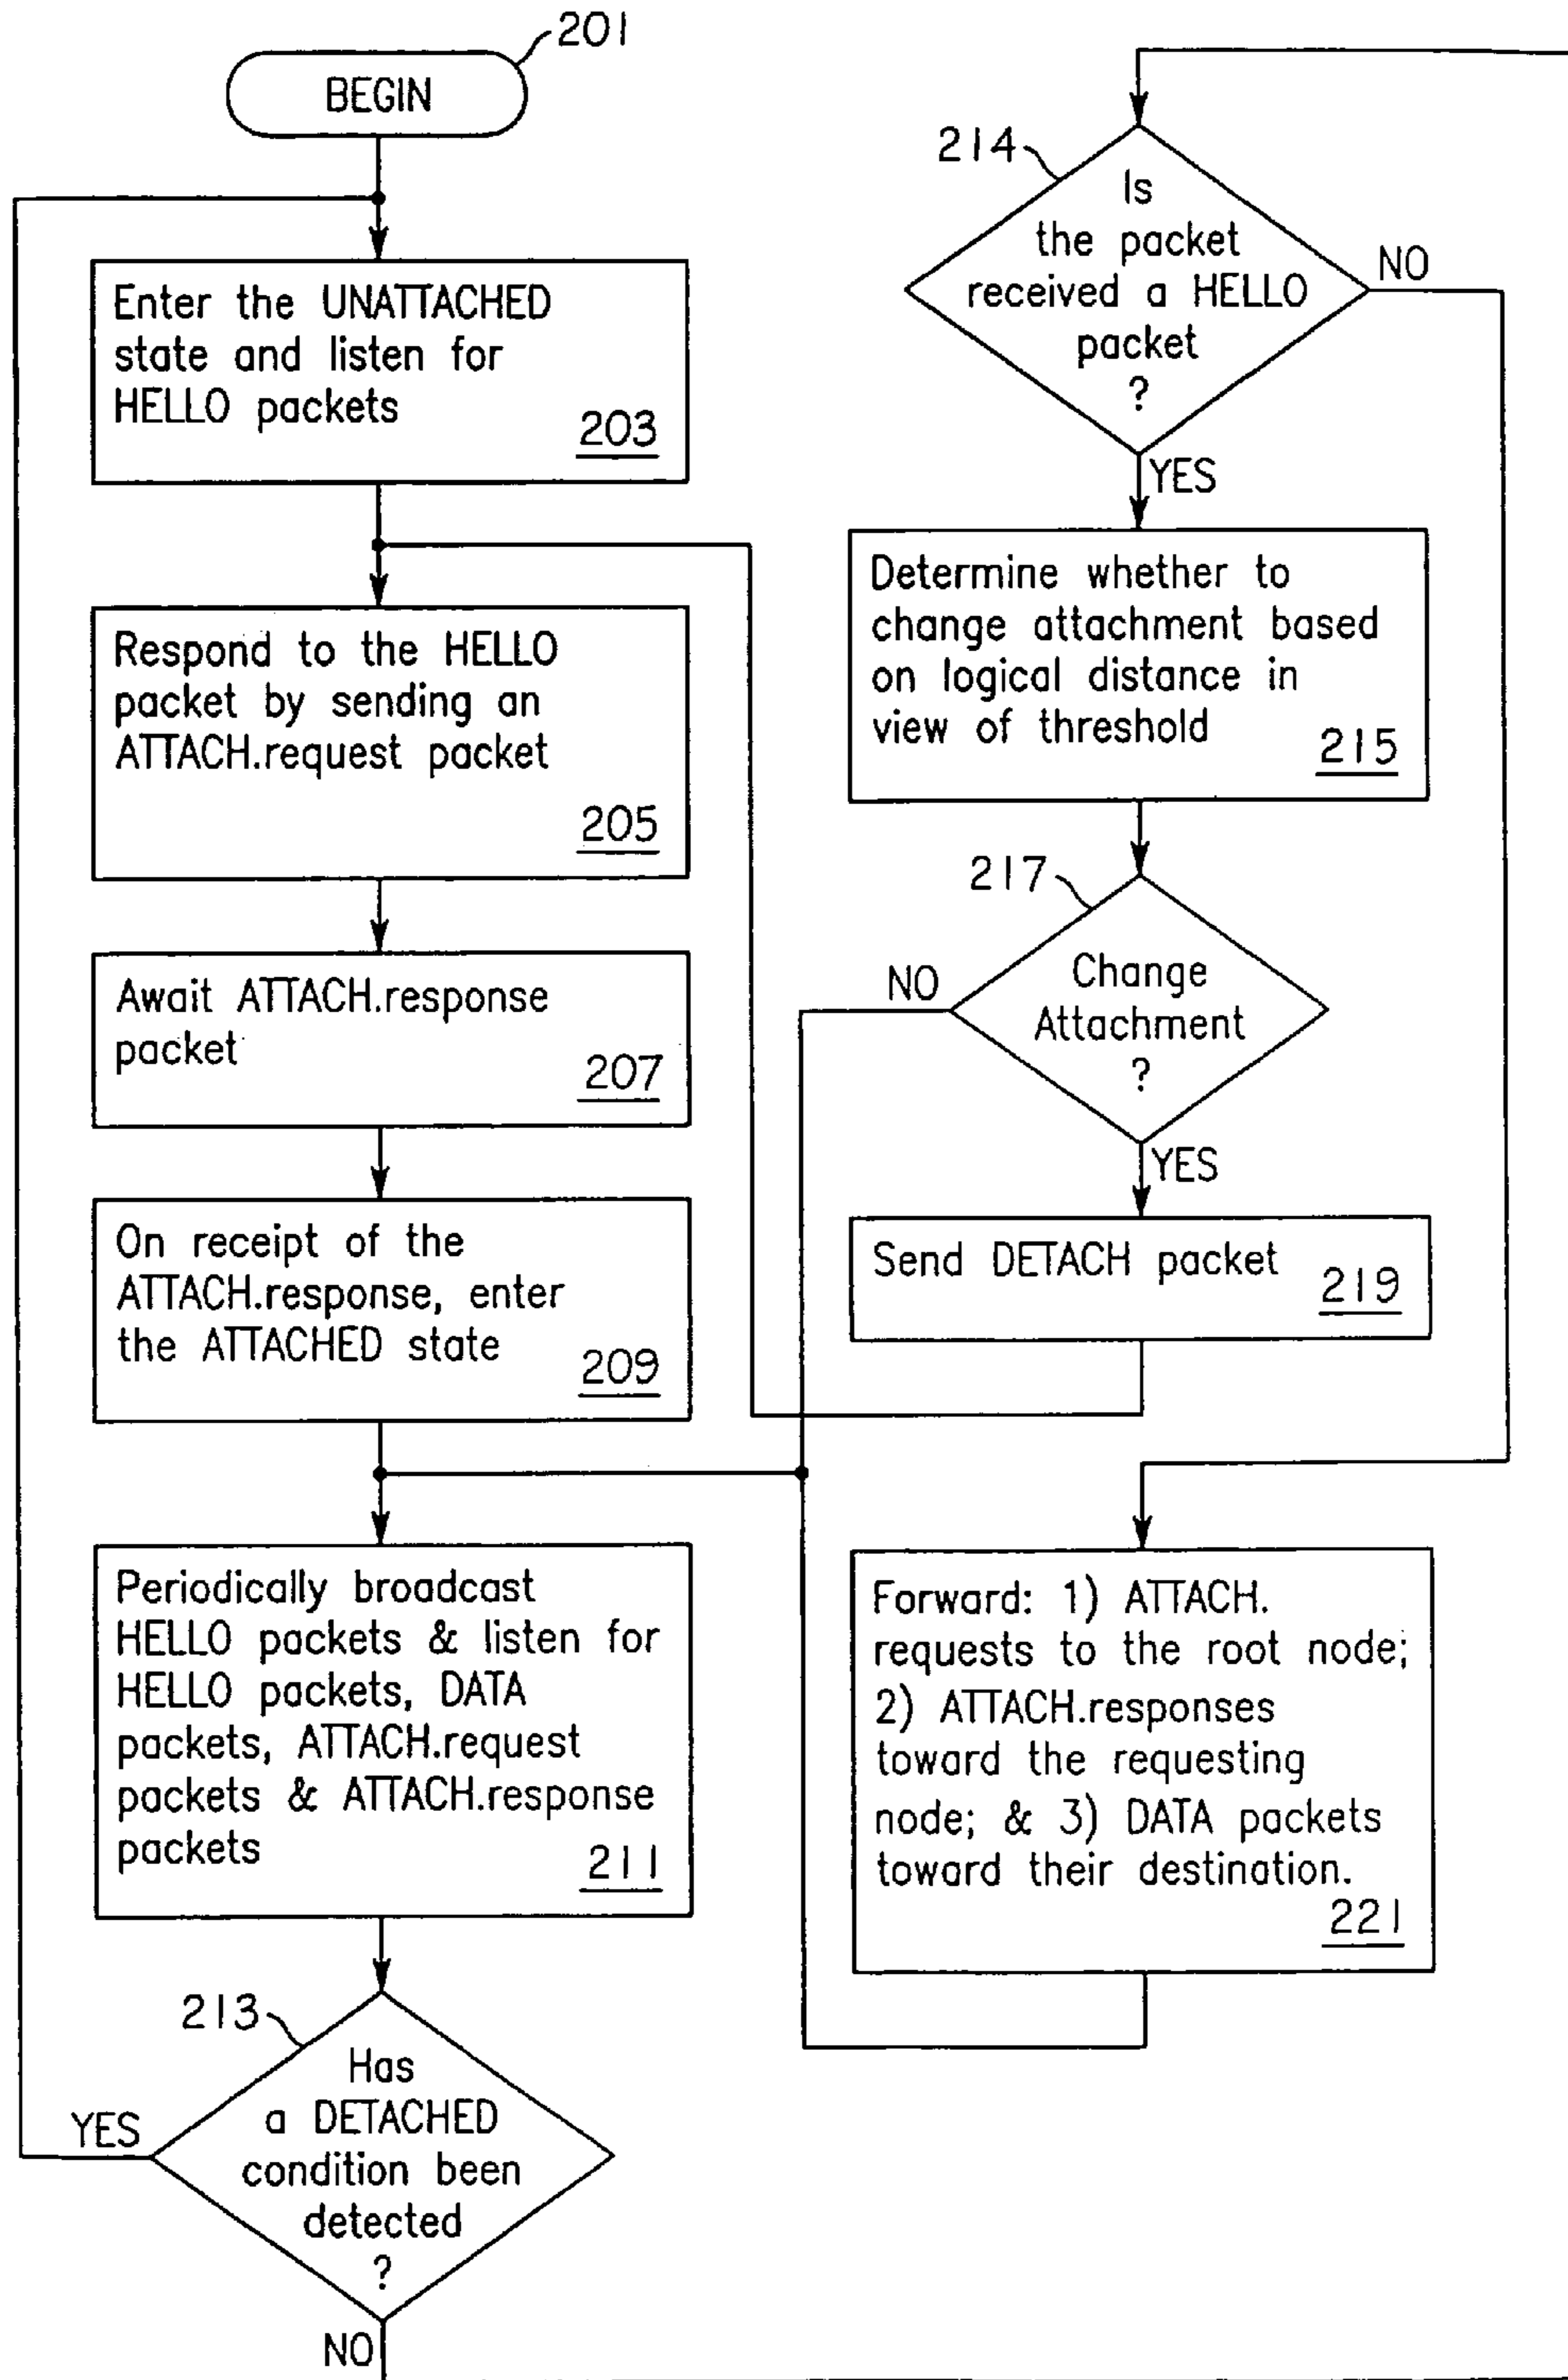 201
BEGIN
Enter the UNATTACHED
state and listen for
HELLO packets
203
Respond to the HELLO
packet by sending an
ATTACH.request packet
205
Await ATTACH.response
packet
207
On receipt of the
ATTACH.response, enter
the ATTACHED state
209
Periodically broadcast
HELLO packets & listen for
HELLO packets, DATA
packets, ATTACH.request
packets & ATTACH.response
packets
211
213
Has
a DETACHED
condition been
detected
?
YES
NO
214
Is
the packet
received a HELLO
packet
?
NO
YES
Determine whether to
change attachment based
on logical distance in
view of threshold
215
217
Change
Attachment
?
NO
YES
Send DETACH packet
219
Forward: 1) ATTACH.
requests to the root node;
2) ATTACH.responses
toward the requesting
node; & 3) DATA packets
toward their destination.
221